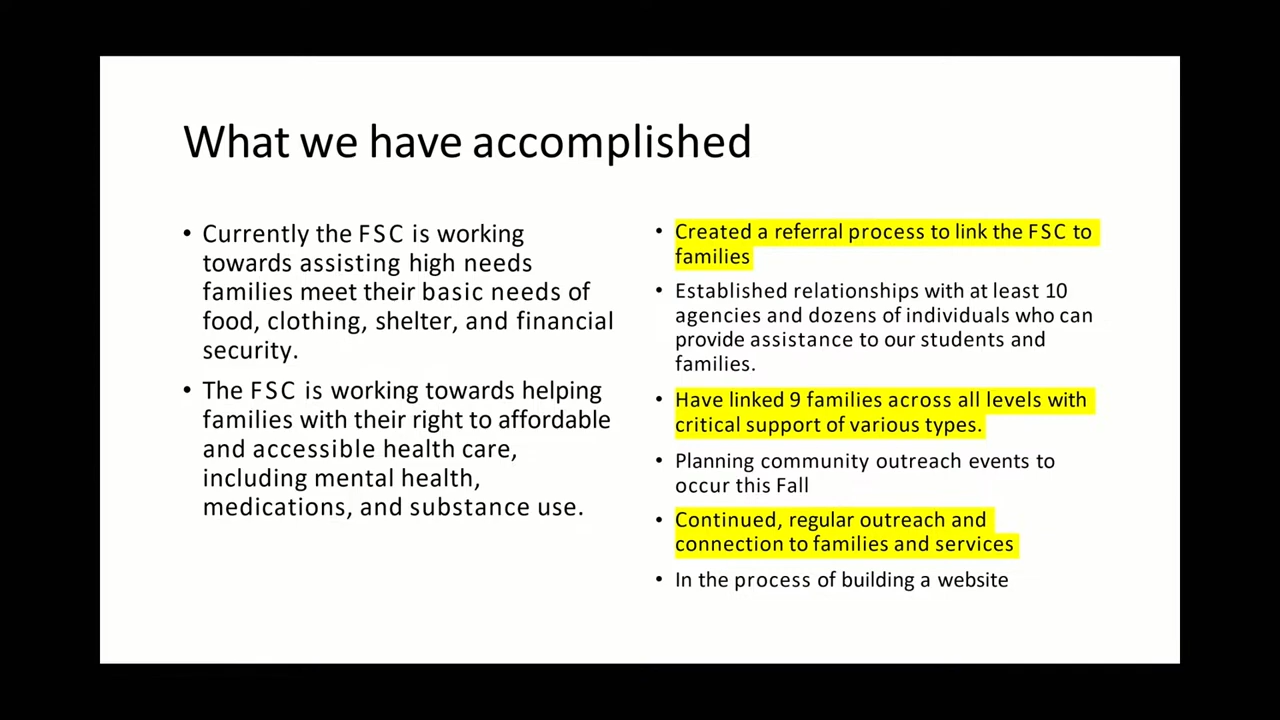 What we have accomplished
• Currently the FSC is working
towards assisting high needs
families meet their basic needs of
food, clothing, shelter, and financial
security.
• The FSC is working towards helping
families with their right to affordable
and accessible health care,
including mental health,
medications, and substance use.
• Created a referral process to link the FSC to
families
• Established relationships with at least 10
agencies and dozens of individuals who can
provide assistance to our students and
families.
• Have linked 9 families across all levels with
critical support of various types.
• Planning community outreach events to
occur this Fall
• Continued, regular outreach and
connection to families and services
• In the process of building a website